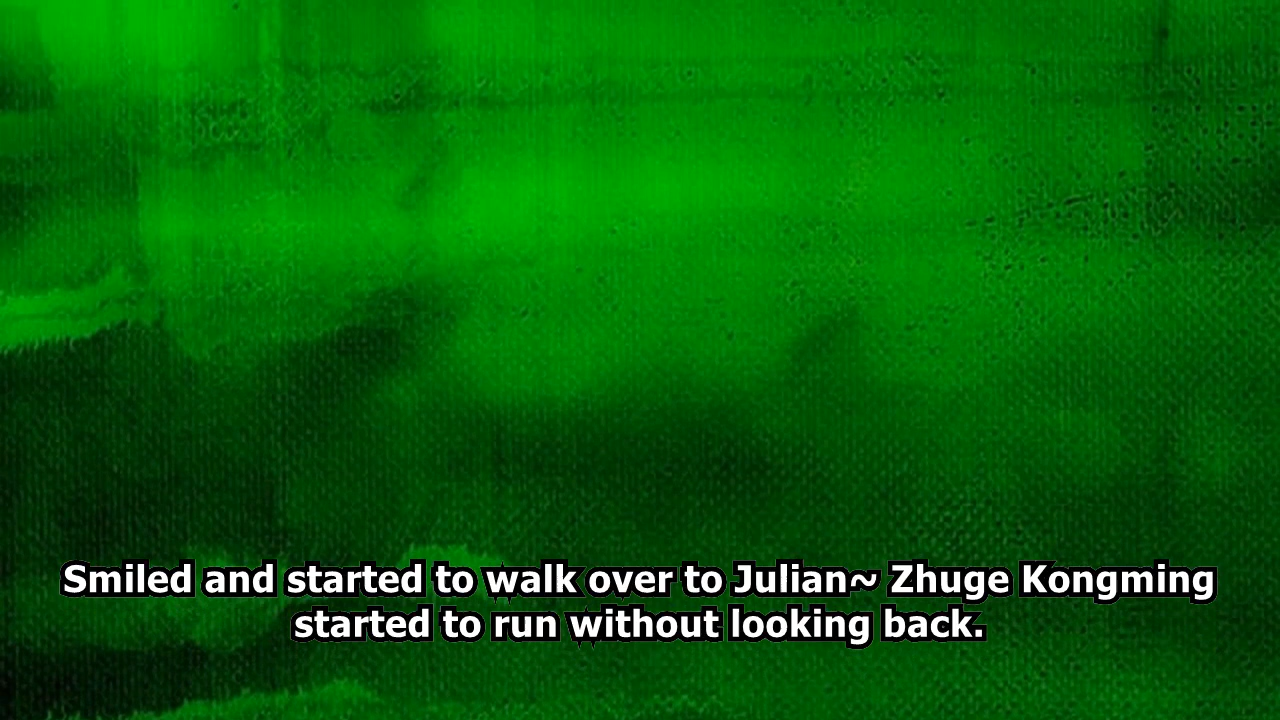 Smiled and started to walk over to Julian~ Zhuge Kongming
started to run without looking back.